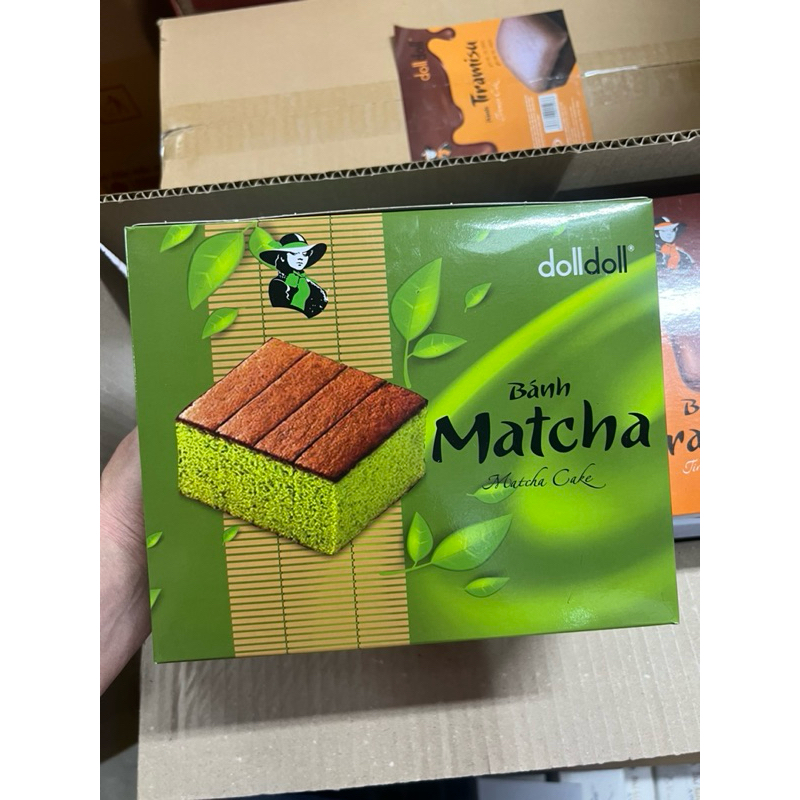 dolldoll
Tiramisu
dolldoll®
Bánh
Matcha
Matcha Cake